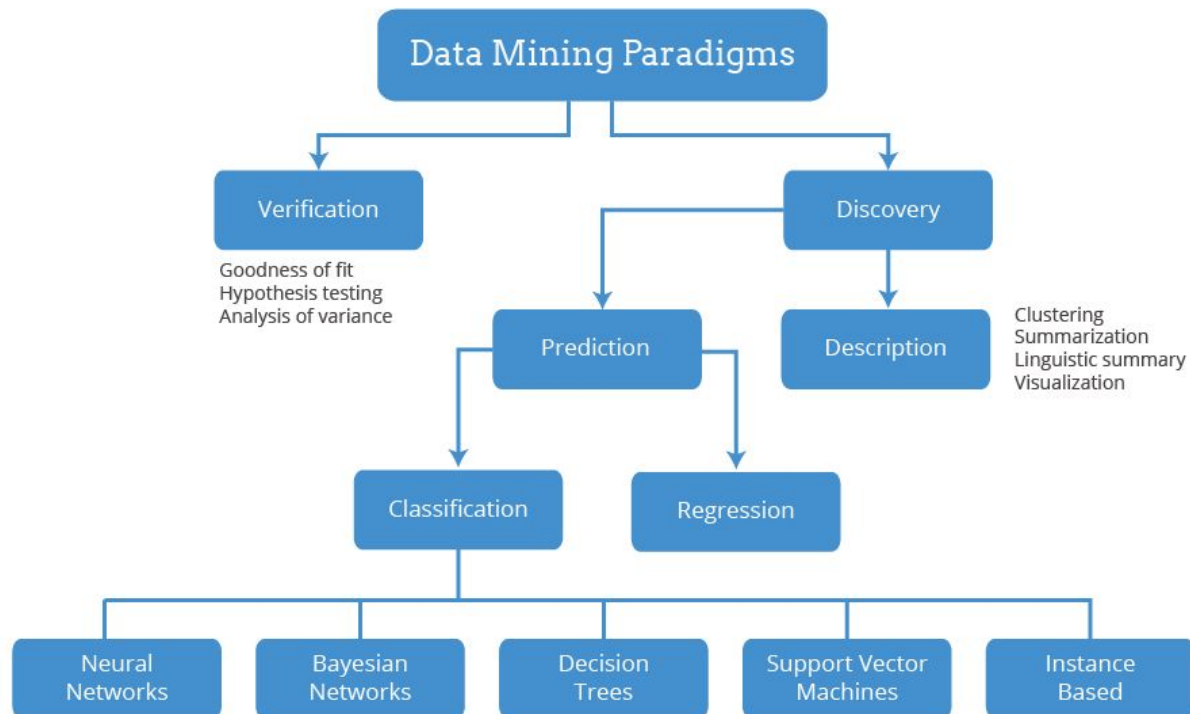 Data Mining Paradigms
Verification
Discovery
Goodness of fit
Hypothesis testing
Analysis of variance
Prediction
Description
Clustering
Summarization
Linguistic summary
Visualization
Classification
Regression
Neural
Networks
Bayesian
Networks
Decision
Trees
Support Vector
Machines
Instance
Based